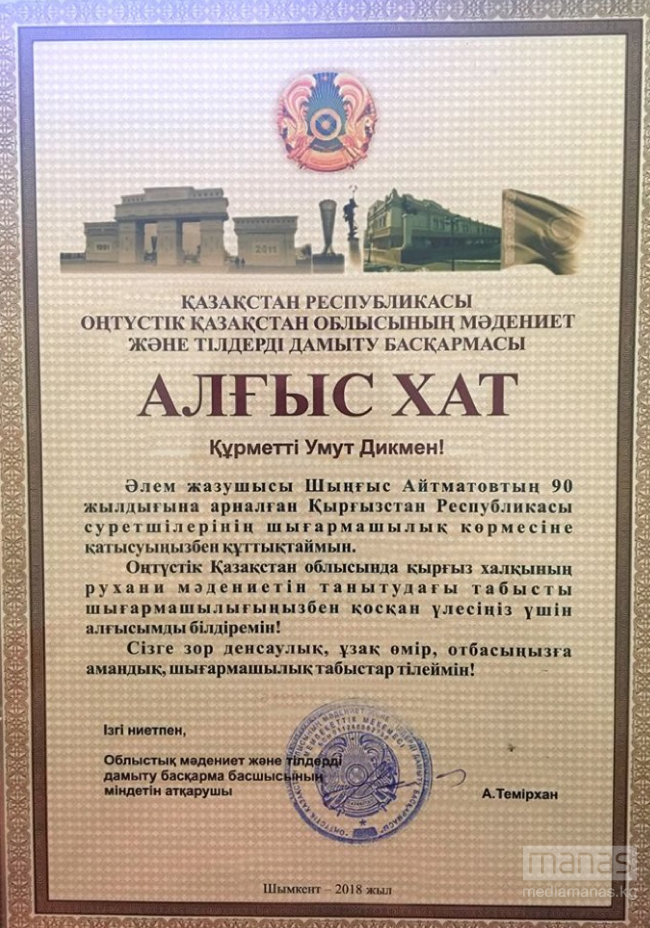 1991
2011
ҚАЗАҚСТАН РЕСПУБЛИКАСЫ
ОҢТҮСТІК ҚАЗАҚСТАН ОБЛЫСЫНЫҢ МӘДЕНИЕТ
ЖӘНЕ ТІЛДЕРДІ ДАМЫТУ БАСҚАРМАСЫ
АЛҒЫС ХАТ
Құрметті Умут Дикмен!
Әлем жазушысы Шыңғыс Айтматовтың 90
жылдығына арналған Қырғызстан Республикасы
суретшілерінің шығармашылық көрмесіне
қатысуыңызбен құттықтаймын.
Оңтүстік Қазақстан облысында қырғыз халқының
рухани мәдениетін танытудағы табысты
шығармашылығыңызбен қосқан үлесіңіз үшін
алғысымды білдіремін!
Сізге зор денсаулық, ұзақ өмір, отбасыңызға
амандық, шығармашылық табыстар тілеймін!
Ізгі ниетпен,
Облыстық мәдениет және тілдерді
дамыту басқарма басшысының
міндетін атқарушы
А.Темірхан
Шымкент – 2018 жыл
manas
mediamanas.kg